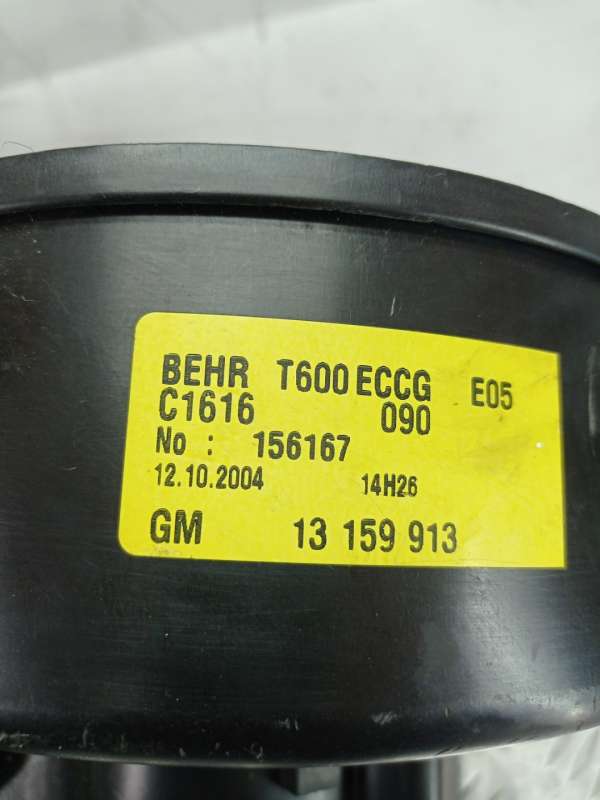 BEHR T600 ECCG E05
C1616 090
No : 156167
12.10.2004 14H26
GM 13 159 913